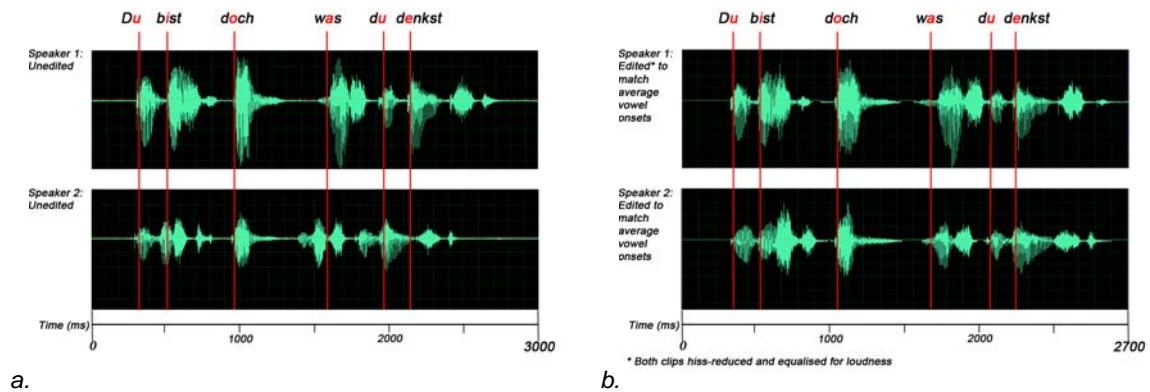 Du bist doch was du denkst
Speaker 1:
Unedited
Speaker 2:
Unedited
Time (ms)
0 1000 2000 3000
a.
Du bist doch was du denkst
Speaker 1:
Edited* to
match
average
vowel
onsets
Speaker 2:
Edited to
match
average
vowel
onsets
Time (ms)
0 1000 2000 2700
* Both clips hiss-reduced and equalised for loudness
b.